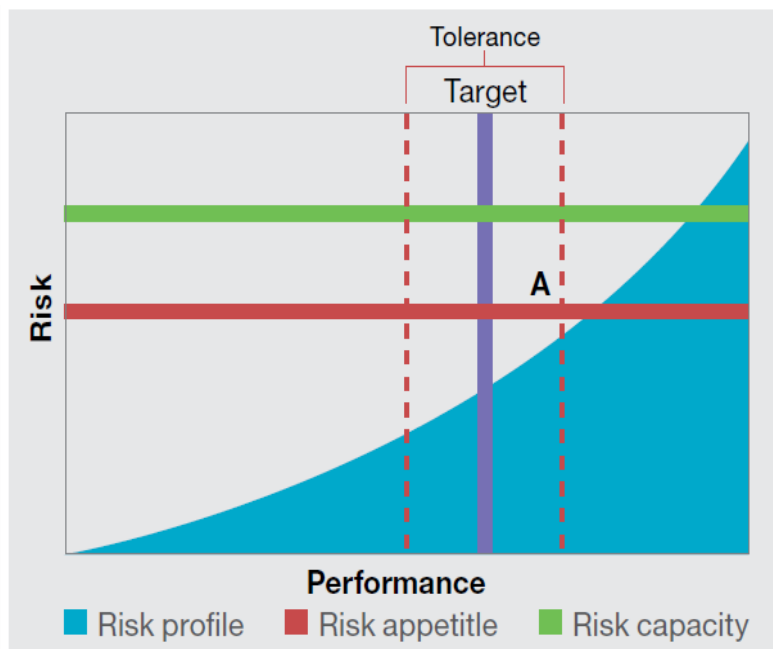 Tolerance
Target
A
Risk
Performance
Risk profile Risk appetitle Risk capacity